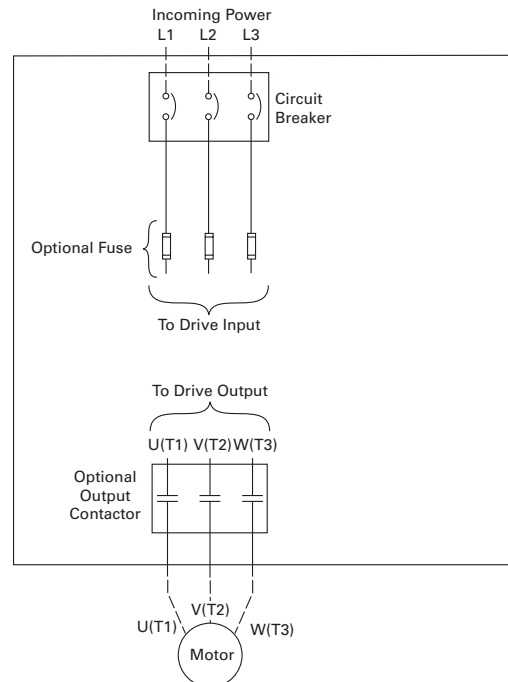 Incoming Power
L1 L2 L3
Circuit
Breaker
Optional Fuse
To Drive Input
To Drive Output
U(T1) V(T2) W(T3)
Optional
Output
Contactor
V(T2)
U(T1) W(T3)
Motor